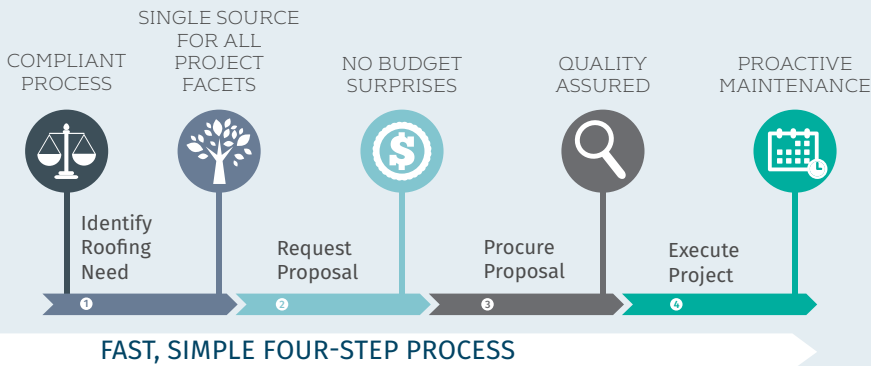 COMPLIANT
PROCESS
SINGLE SOURCE
FOR ALL
PROJECT
FACETS
NO BUDGET
SURPRISES
QUALITY
ASSURED
PROACTIVE
MAINTENANCE
$
Identify
Roofing
Need
Request
Proposal
Procure
Proposal
Execute
Project
1
2
3
4
FAST, SIMPLE FOUR-STEP PROCESS